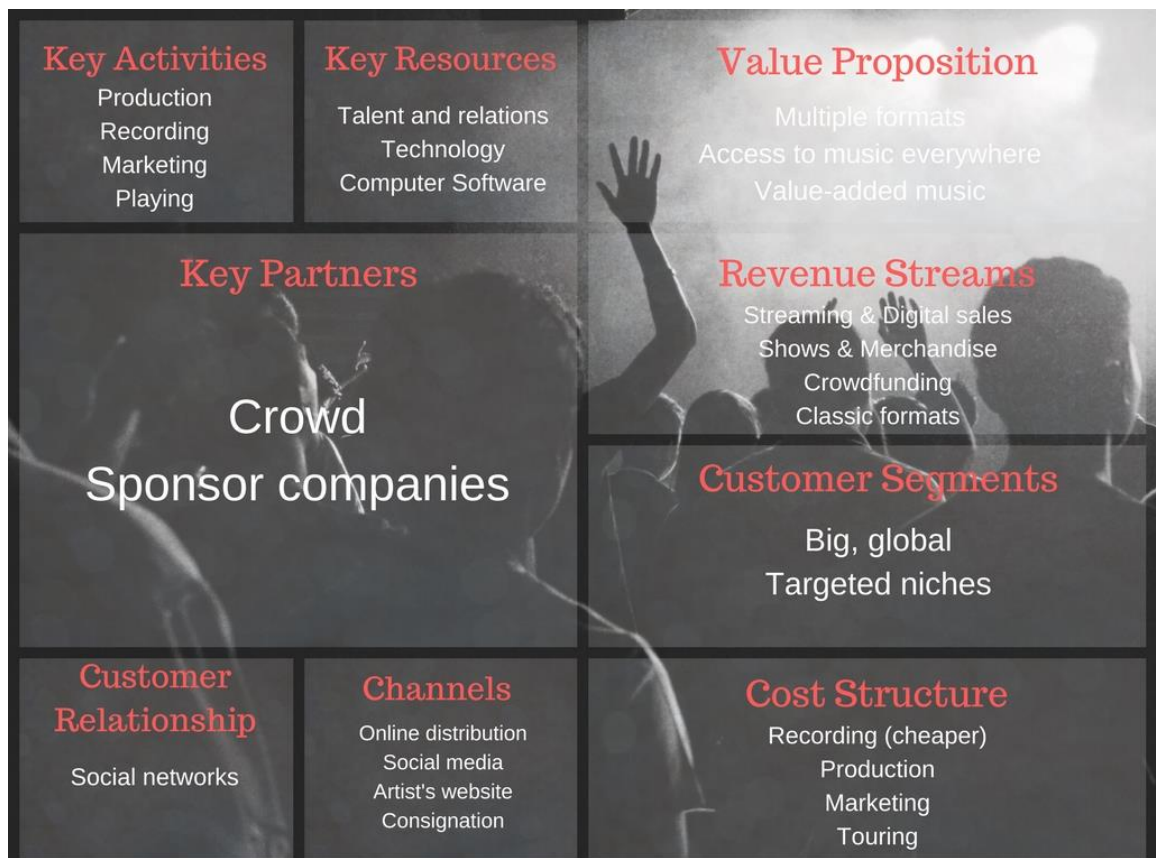 Key Activities
Production
Recording
Marketing
Playing
Key Resources
Talent and relations
Technology
Computer Software
Value Proposition
Multiple formats
Access to music everywhere
Value-added music
Key Partners
Crowd
Sponsor companies
Revenue Streams
Streaming & Digital sales
Shows & Merchandise
Crowdfunding
Classic formats
Customer Segments
Big, global
Targeted niches
Customer
Relationship
Social networks
Channels
Online distribution
Social media
Artist's website
Consignation
Cost Structure
Recording (cheaper)
Production
Marketing
Touring